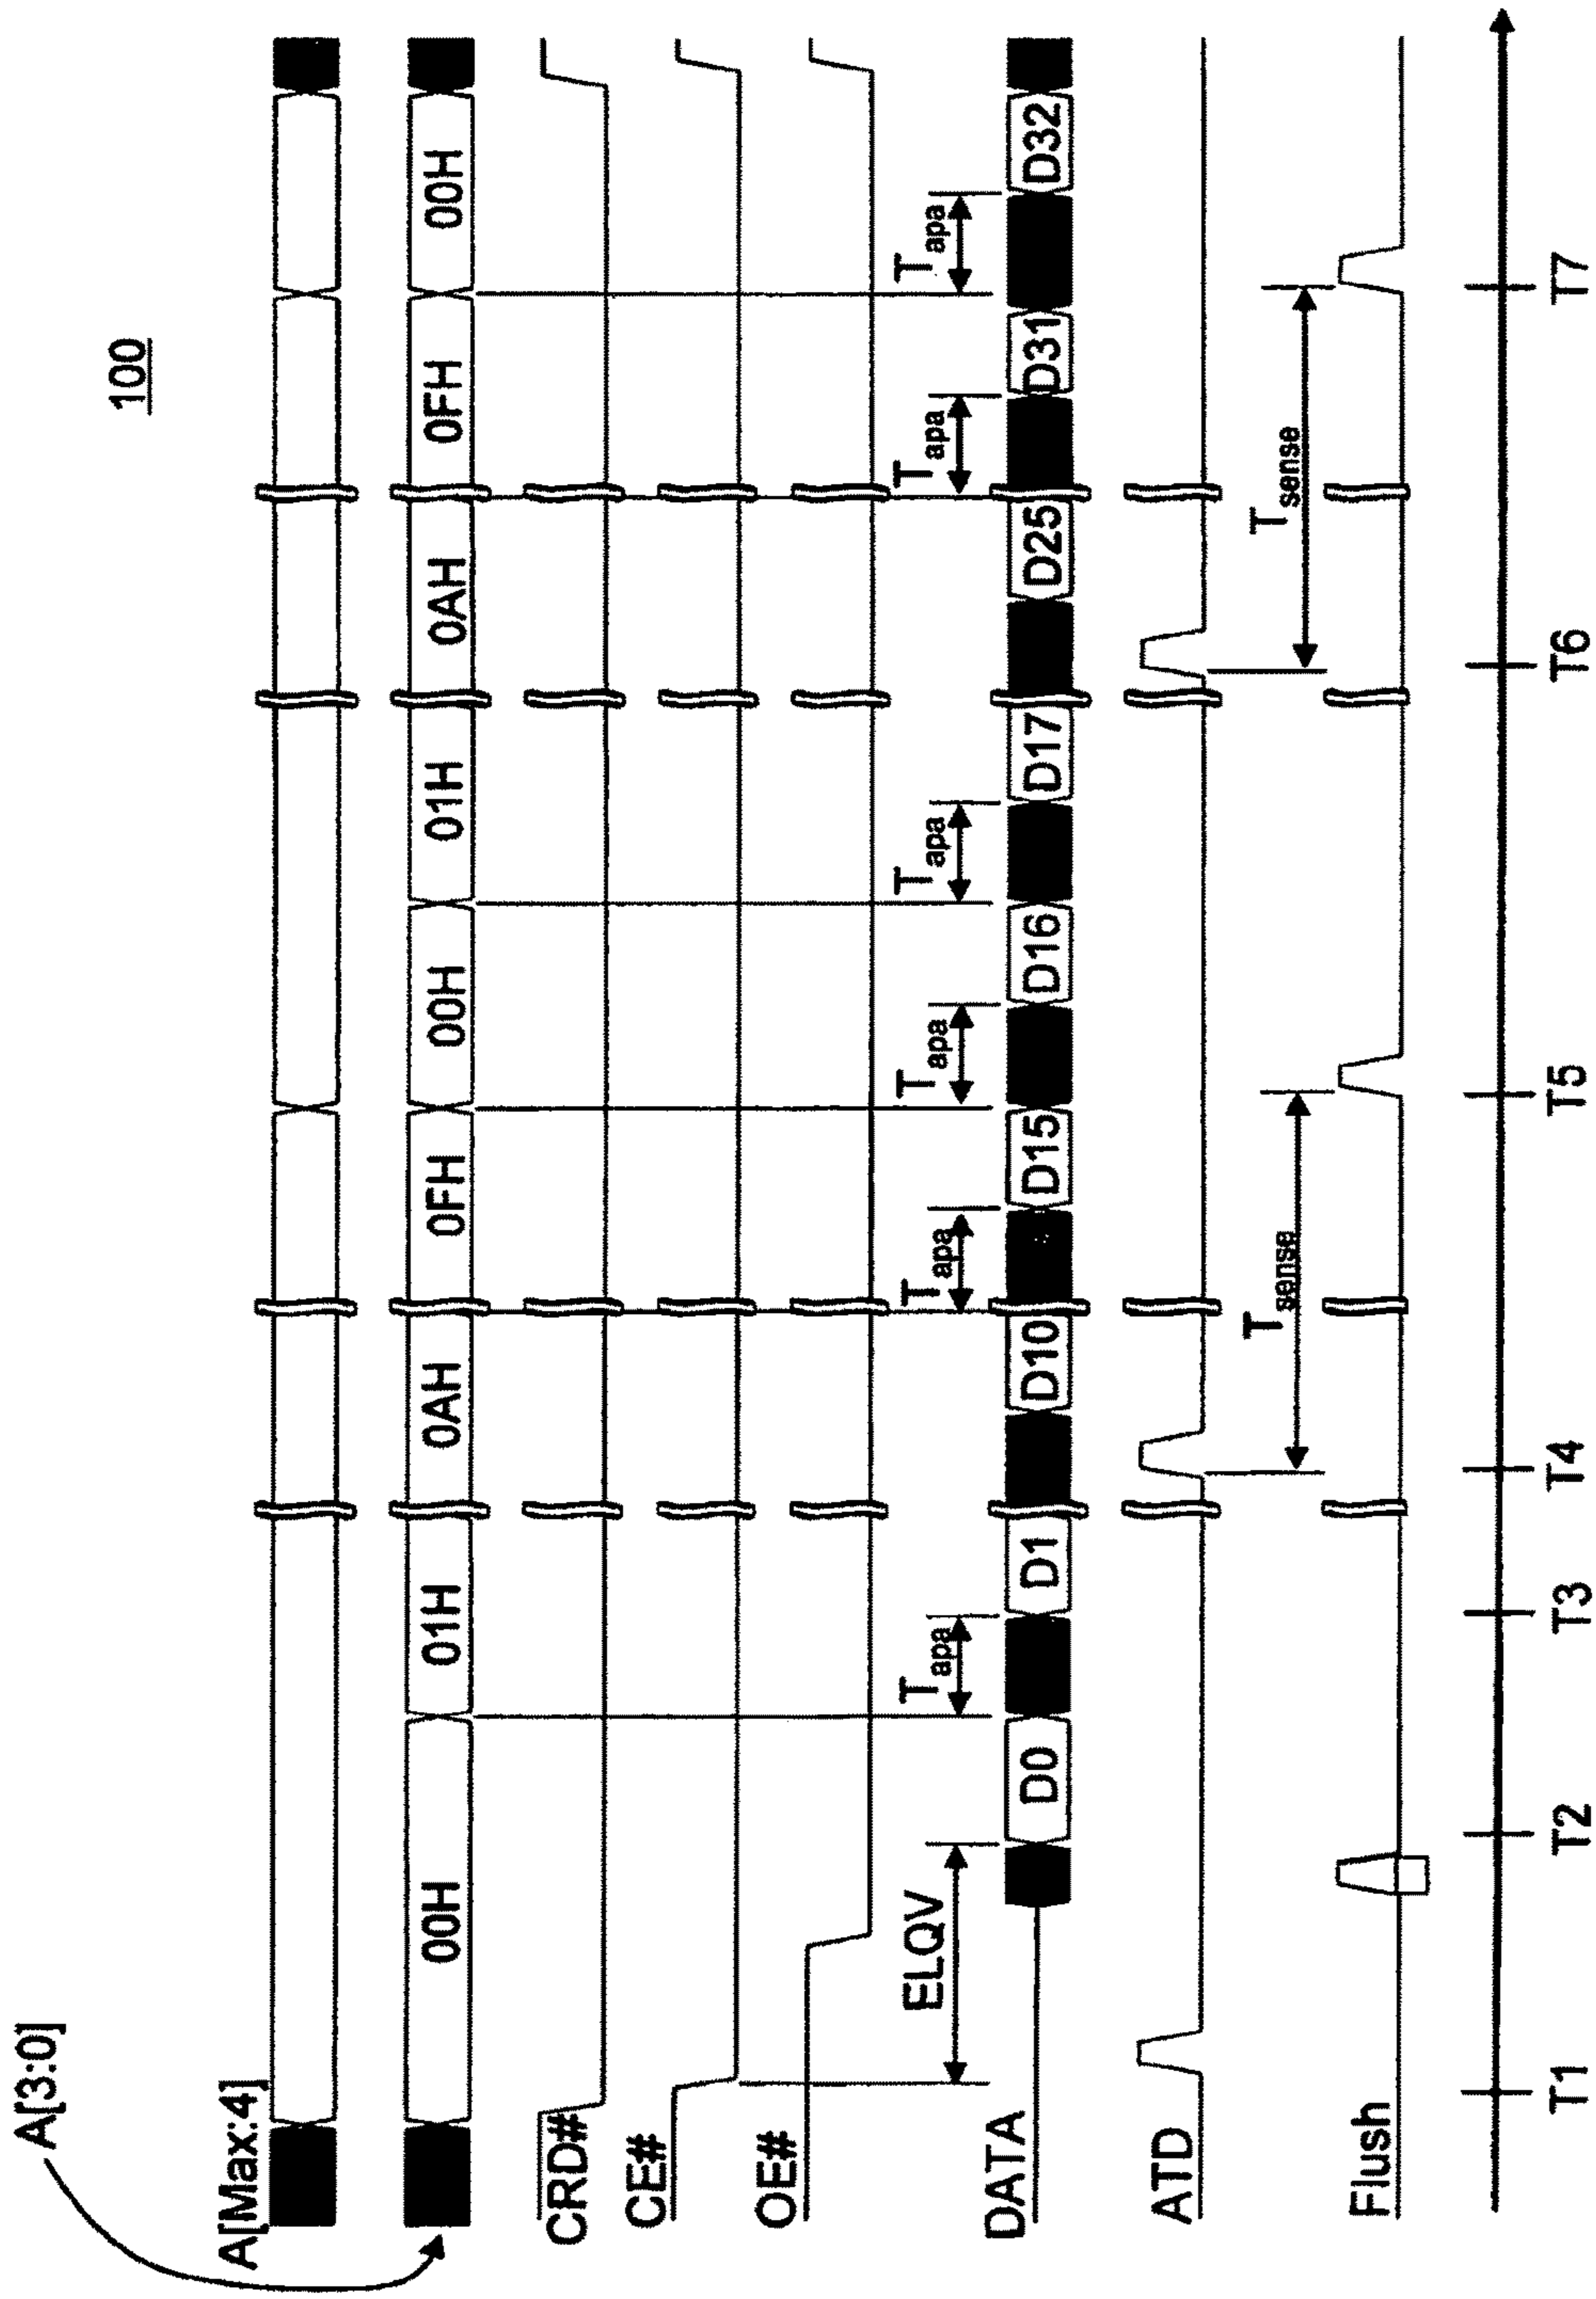 100
A[3:0]
A[Max:4]
00H 01H 0AH 0FH 00H 01H 0AH 0FH 00H
CRD#
CE#
OE#
ELQV Tapa Tapa Tapa Tapa Tapa Tapa
DATA D0 D1 D10 D15 D16 D17 D25 D31 D32
ATD
Tsense Tsense
Flush
T1 T2 T3 T4 T5 T6 T7